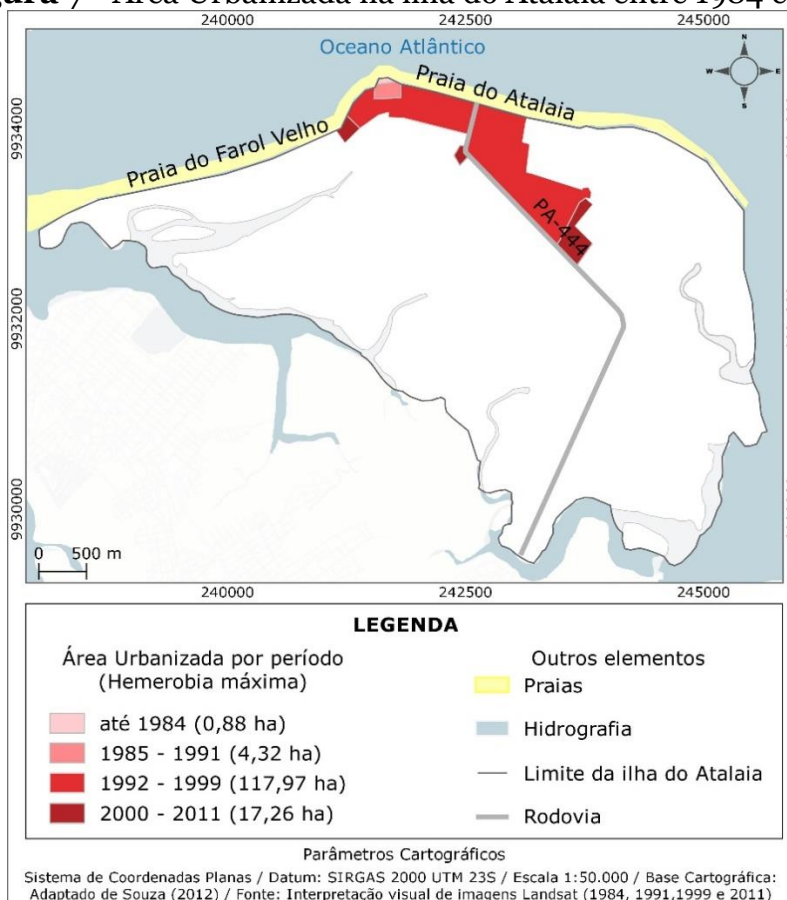 7 - Área Urbanizada na ilha do Atalaia entre 1984 e
240000 242500 245000
Oceano Atlântico
N
W E
S
Praia do Atalaia
Praia do Farol Velho
9934000
PA-444
9932000
9930000
0 500 m
240000 242500 245000
LEGENDA
Área Urbanizada por período
(Hemerobia máxima)
até 1984 (0,88 ha)
1985 - 1991 (4,32 ha)
1992 - 1999 (117,97 ha)
2000 - 2011 (17,26 ha)
Outros elementos
Praias
Hidrografia
Limite da ilha do Atalaia
Rodovia
Parâmetros Cartográficos
Sistema de Coordenadas Planas / Datum: SIRGAS 2000 UTM 23S / Escala 1:50.000 / Base Cartográfica:
Adaptado de Souza (2012) / Fonte: Interpretação visual de imagens Landsat (1984, 1991,1999 e 2011)